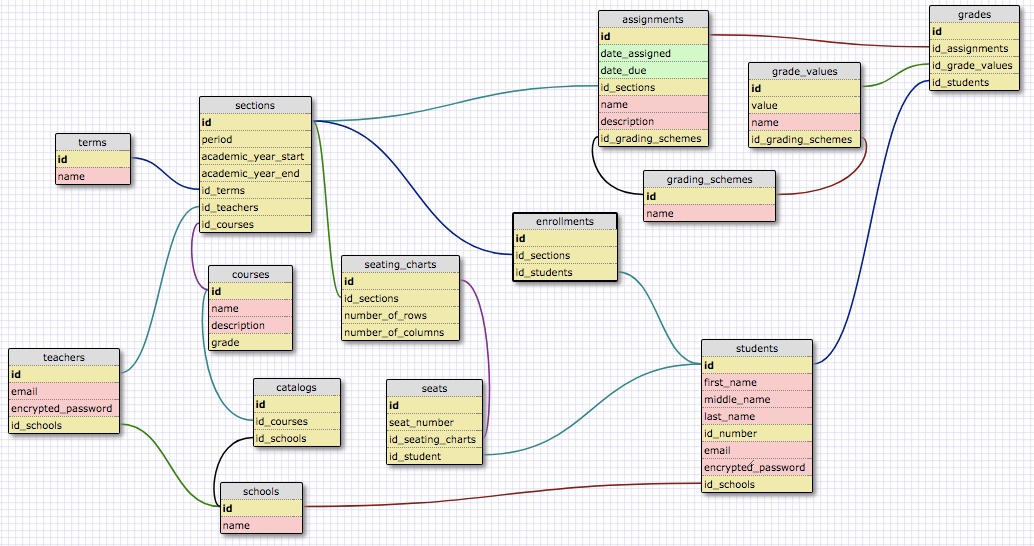 assignments
id
date_assigned
date_due
id_sections
name
description
id_grading_schemes
grades
id
id_assignments
id_grade_values
id_students
grade_values
id
value
name
id_grading_schemes
sections
id
period
academic_year_start
academic_year_end
id_terms
id_teachers
id_courses
terms
id
name
grading_schemes
id
name
enrollments
id
id_sections
id_students
seating_charts
id
id_sections
number_of_rows
number_of_columns
courses
id
name
description
grade
teachers
id
email
encrypted_password
id_schools
catalogs
id
id_courses
id_schools
seats
id
seat_number
id_seating_charts
id_student
students
id
first_name
middle_name
last_name
id_number
email
encrypted_password
id_schools
schools
id
name